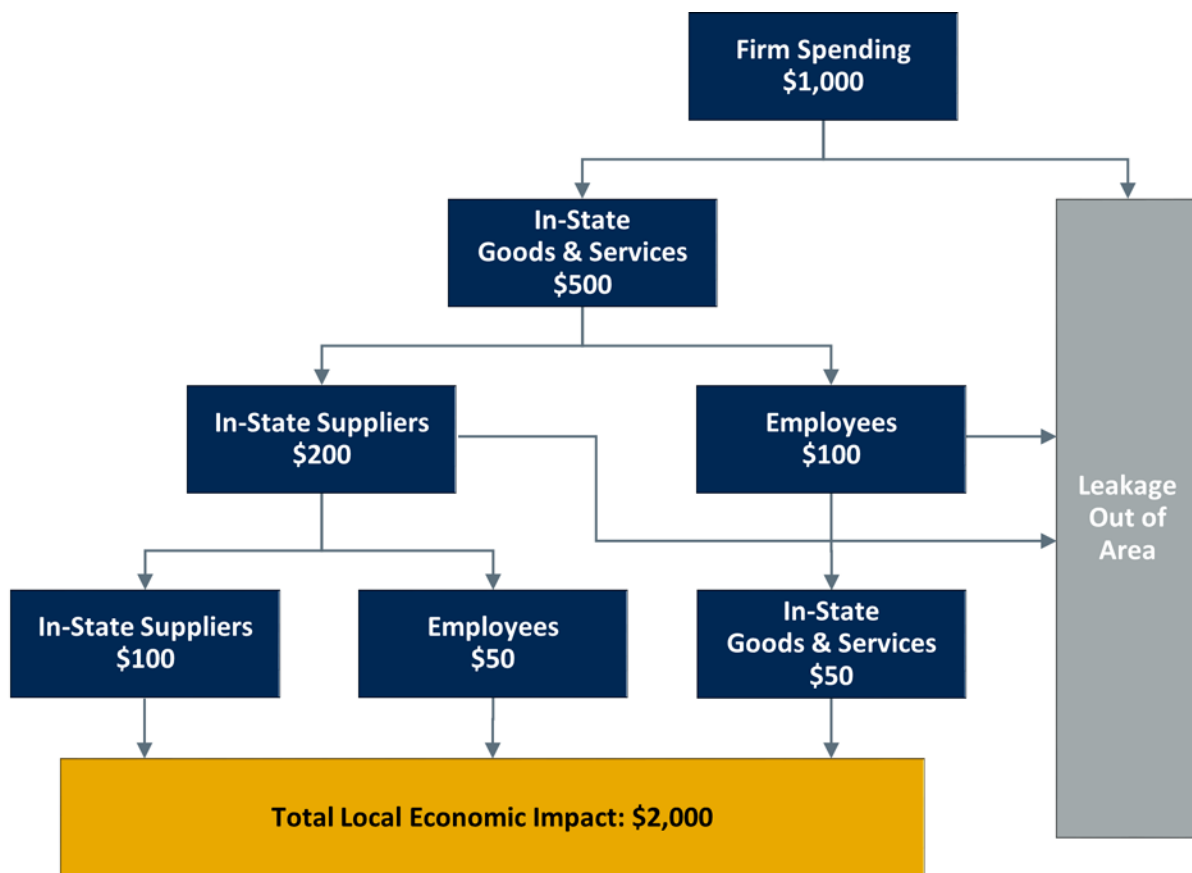 Firm Spending
$1,000
In-State
Goods & Services
$500
In-State Suppliers
$200
Employees
$100
Leakage
Out of
Area
In-State Suppliers
$100
Employees
$50
In-State
Goods & Services
$50
Total Local Economic Impact: $2,000